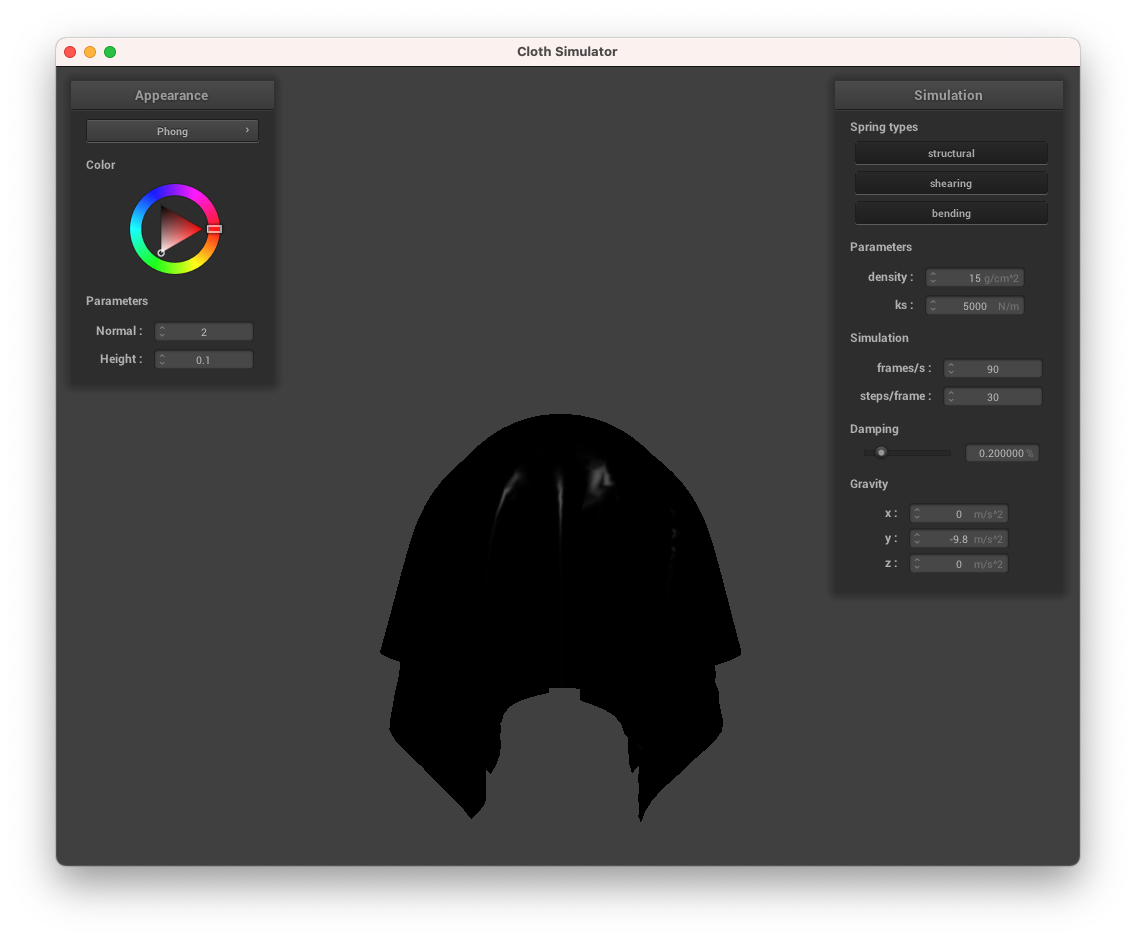 Cloth Simulator
Appearance
Phong
Color
Parameters
Normal : 2
Height : 0.1
Simulation
Spring types
structural
shearing
bending
Parameters
density : 15 g/cm^2
ks : 5000 N/m
Simulation
frames/s : 90
steps/frame : 30
Damping
0.200000 %
Gravity
x : 0 m/s^2
y : -9.8 m/s^2
z : 0 m/s^2